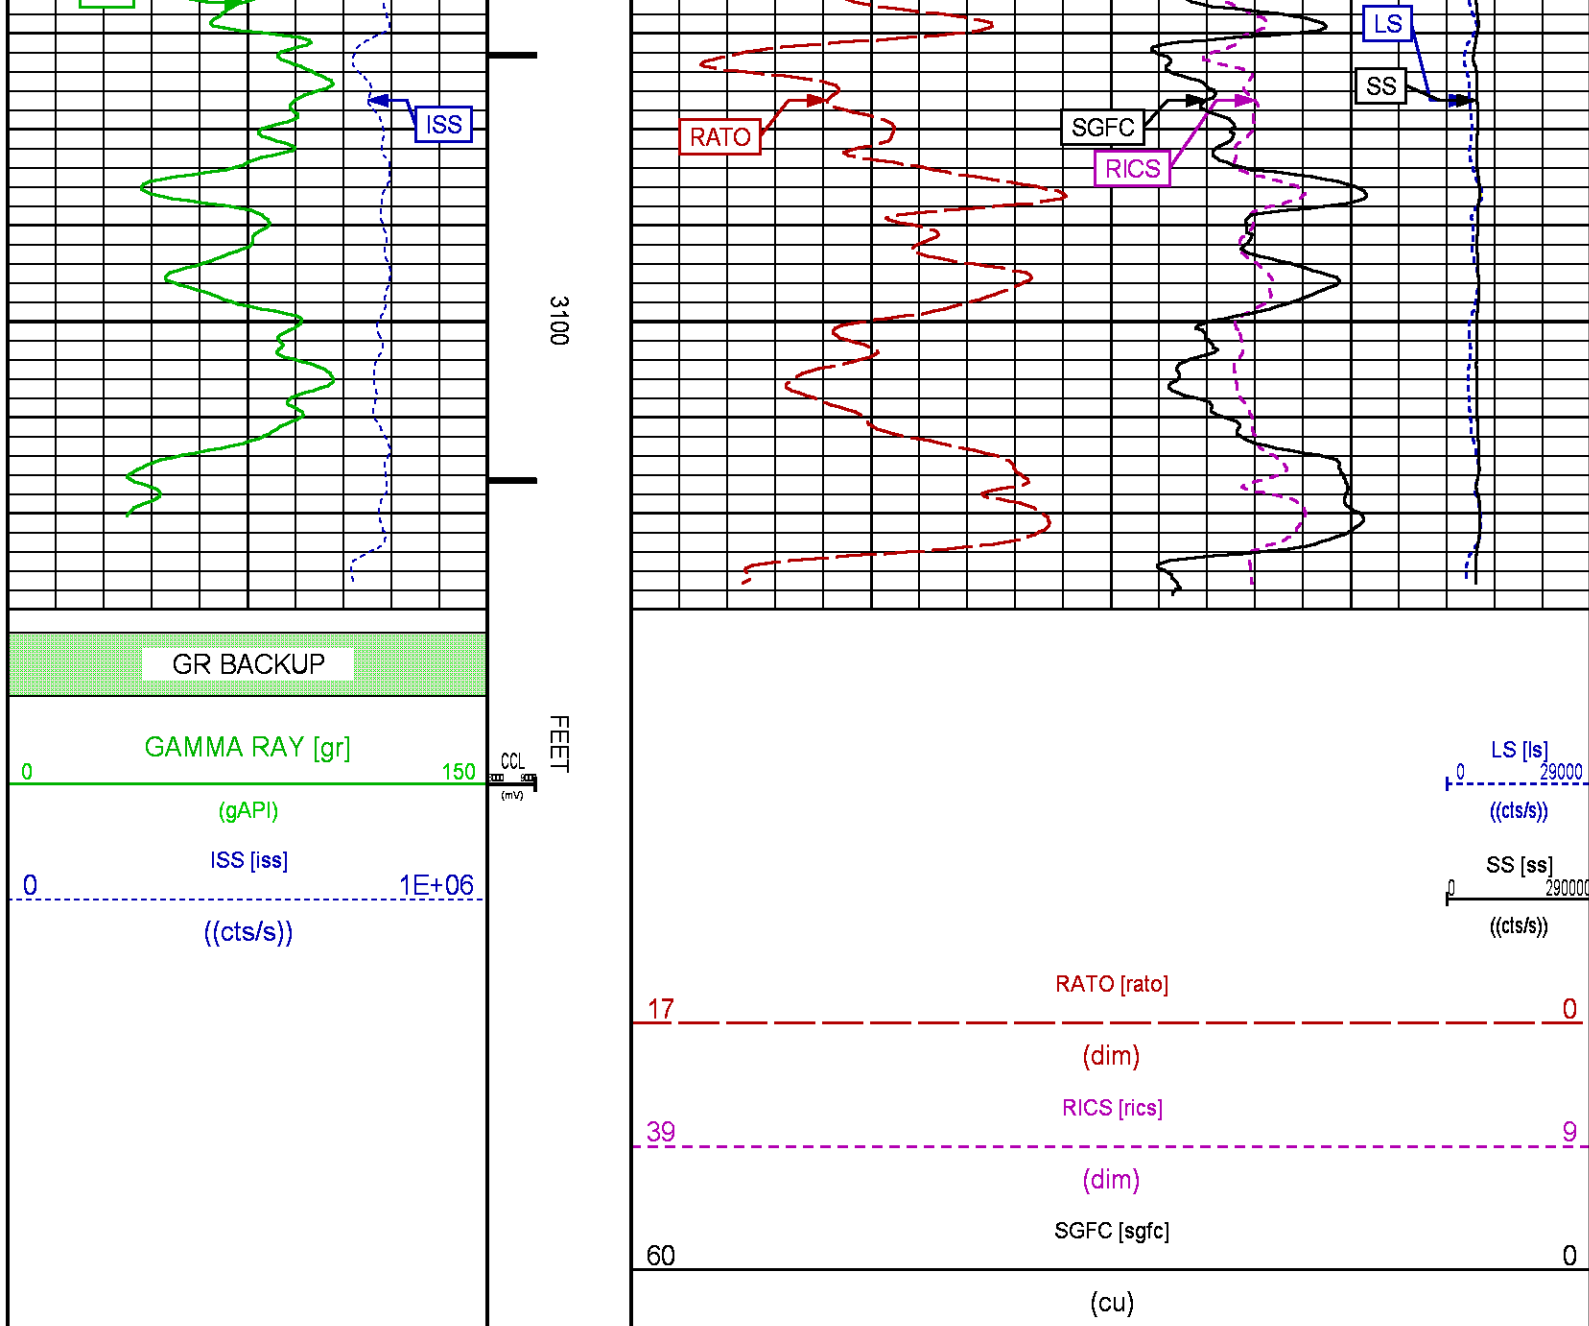 LS
SS
ISS
RATO
SGFC
RICS
3100
GR BACKUP
GAMMA RAY [gr]
0 150
(gAPI)
ISS [iss]
0 1E+06
((cts/s))
FEET
CCL
(mV)
LS [ls]
0 29000
((cts/s))
SS [ss]
0 290000
((cts/s))
RATO [rato]
17 0
(dim)
RICS [rics]
39 9
(dim)
SGFC [sgfc]
60 0
(cu)